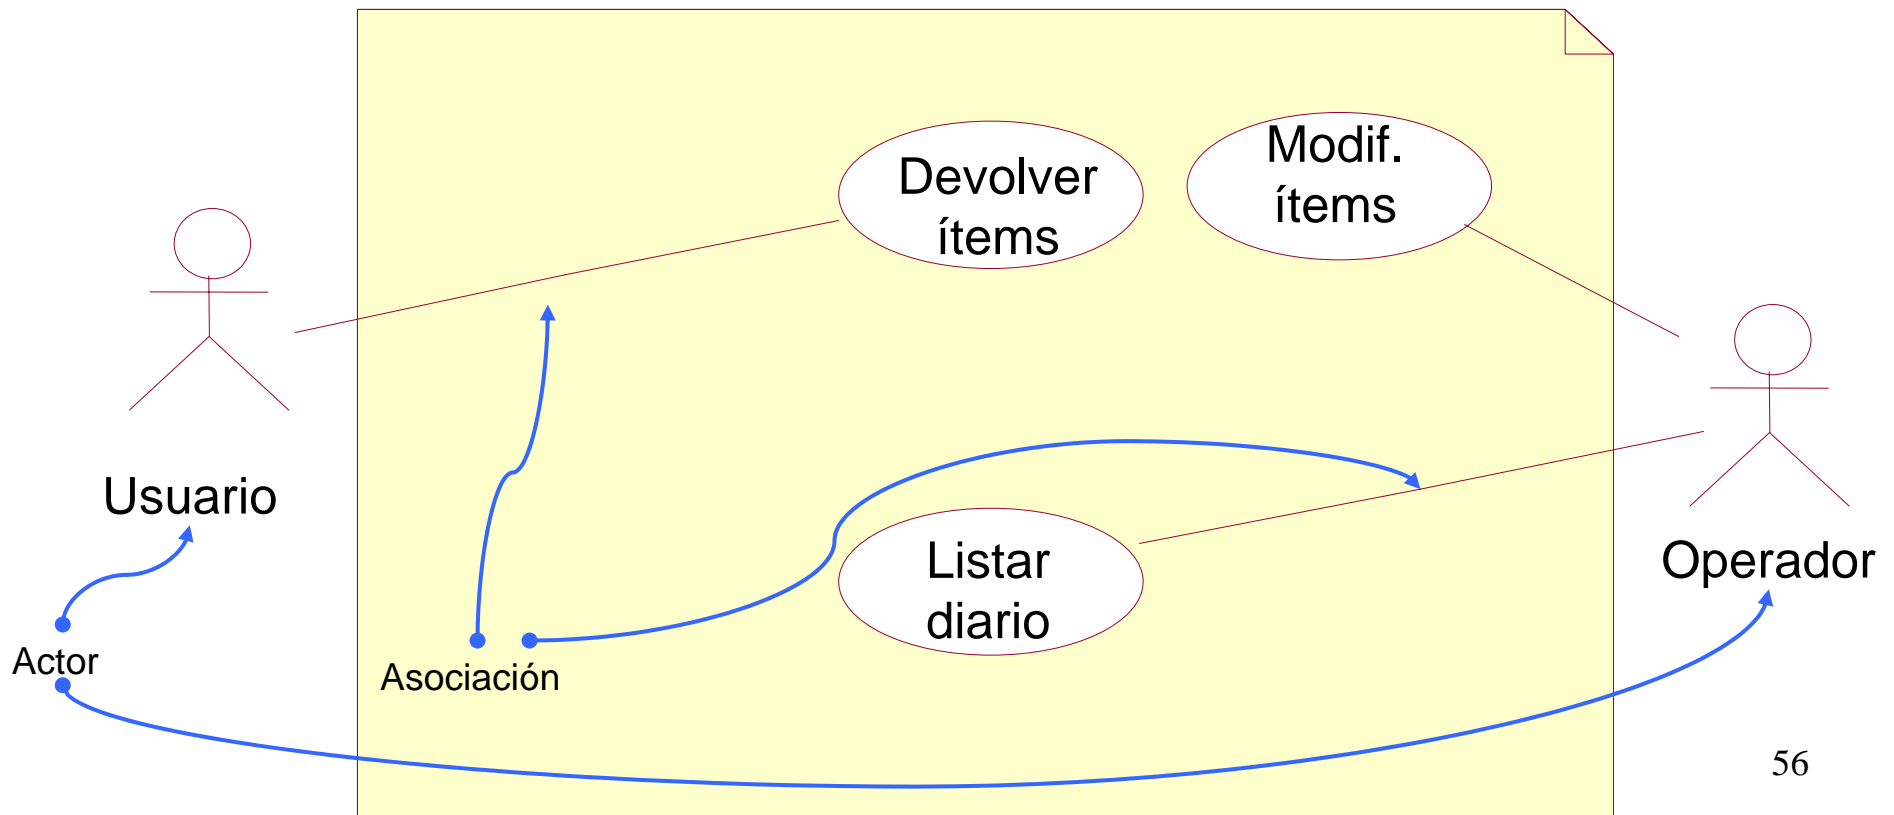 Devolver
ítems
Modif.
ítems
Usuario
Operador
Listar
diario
Actor
Asociación
56